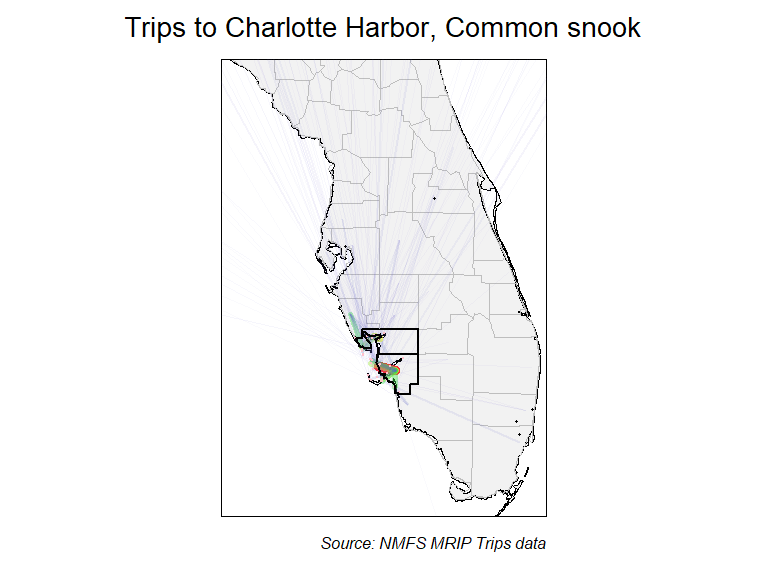 Trips to Charlotte Harbor, Common snook
Source: NMFS MRIP Trips data